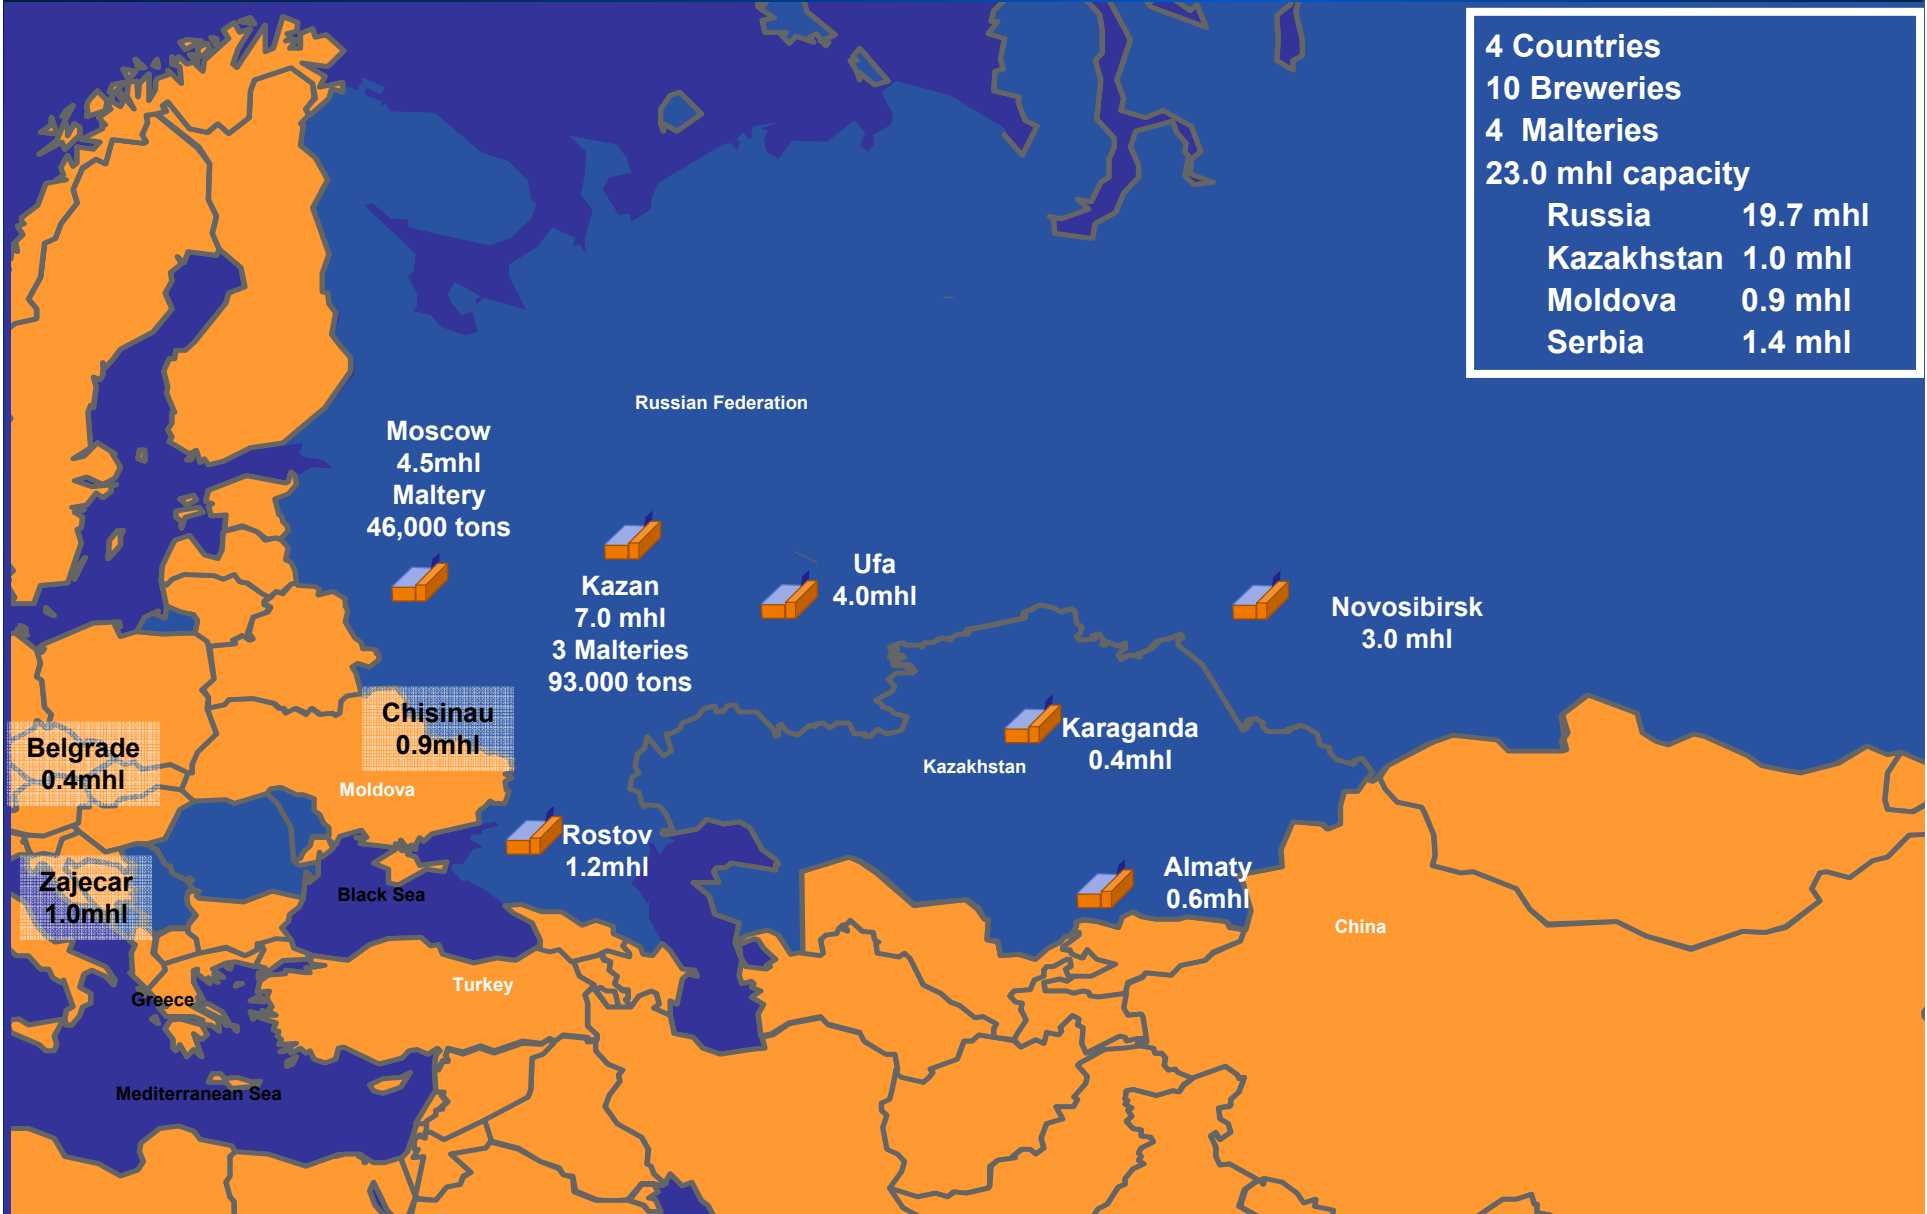 4 Countries
10 Breweries
4 Malteries
23.0 mhl capacity
Russia 19.7 mhl
Kazakhstan 1.0 mhl
Moldova 0.9 mhl
Serbia 1.4 mhl
Russian Federation
Moscow
4.5mhl
Maltery
46,000 tons
Kazan
7.0 mhl
3 Malteries
93.000 tons
Ufa
4.0mhl
Novosibirsk
3.0 mhl
Chisinau
0.9mhl
Belgrade
0.4mhl
Moldova
Karaganda
0.4mhl
Kazakhstan
Rostov
1.2mhl
Zajecar
1.0mhl
Black Sea
Almaty
0.6mhl
China
Turkey
Greece
Mediterranean Sea